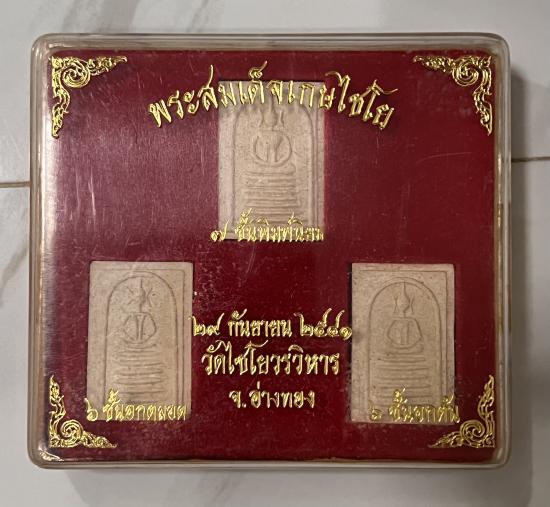 พระสมเด็จเกษไชโย
๗ ชั้นพิมพ์นิยม
๒๙ กันยายน ๒๕๔๑
วัดไชโยวรวิหาร
จ.อ่างทอง
๖ ชั้นอกตลอด
๖ ชั้นอกตัน